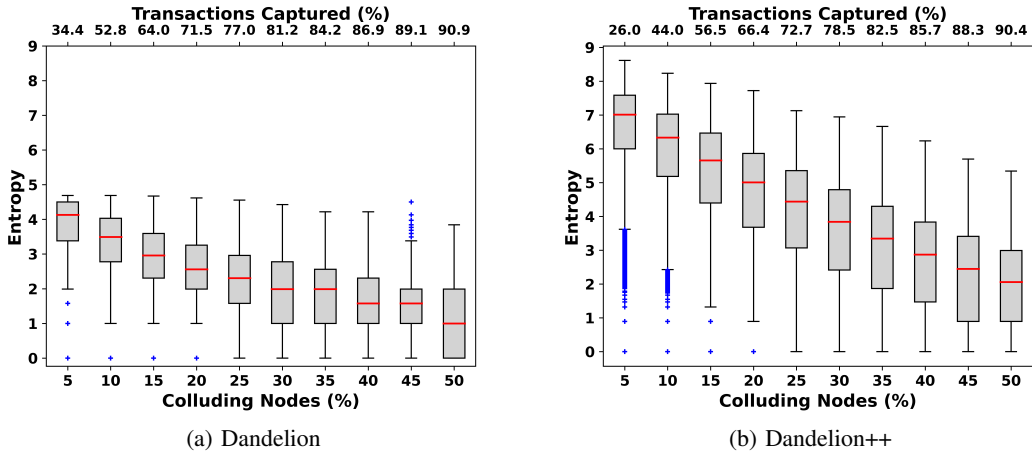 Transactions Captured (%)
34.4 52.8 64.0 71.5 77.0 81.2 84.2 86.9 89.1 90.9
9
8
7
6
5
4
3
2
1
0
Entropy
5 10 15 20 25 30 35 40 45 50
Colluding Nodes (%)
(a) Dandelion
Transactions Captured (%)
26.0 44.0 56.5 66.4 72.7 78.5 82.5 85.7 88.3 90.4
9
8
7
6
5
4
3
2
1
0
Entropy
5 10 15 20 25 30 35 40 45 50
Colluding Nodes (%)
(b) Dandelion++